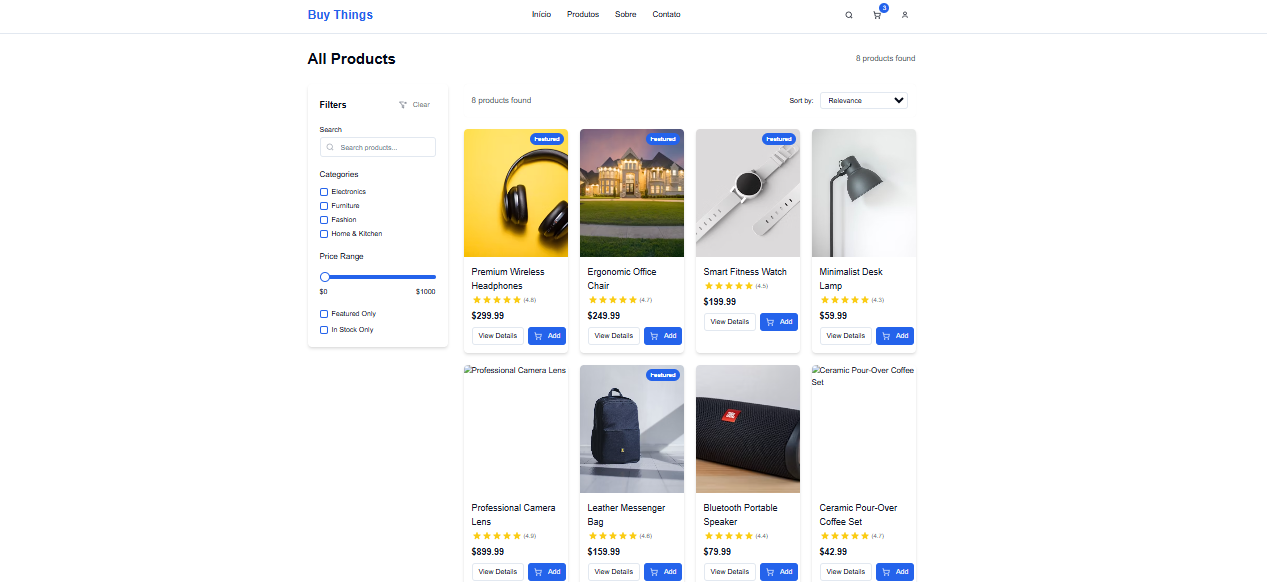 Buy Things
Início Produtos Sobre Contato
3
All Products
8 products found
Filters
Clear
Search
Search products...
Categories
Electronics
Furniture
Fashion
Home & Kitchen
Price Range
$0 $1000
Featured Only
In Stock Only
8 products found
Sort by: Relevance
Featured
Premium Wireless
Headphones
(4.8)
$299.99
View Details Add
Featured
Ergonomic Office
Chair
(4.7)
$249.99
View Details Add
Featured
Smart Fitness Watch
(4.5)
$199.99
View Details Add
Minimalist Desk
Lamp
(4.3)
$59.99
View Details Add
Professional Camera Lens
Professional Camera
Lens
(4.9)
$899.99
View Details Add
Featured
Leather Messenger
Bag
(4.6)
$159.99
View Details Add
JBL
Bluetooth Portable
Speaker
(4.4)
$79.99
View Details Add
Ceramic Pour-Over Coffee
Set
Ceramic Pour-Over
Coffee Set
(4.7)
$42.99
View Details Add